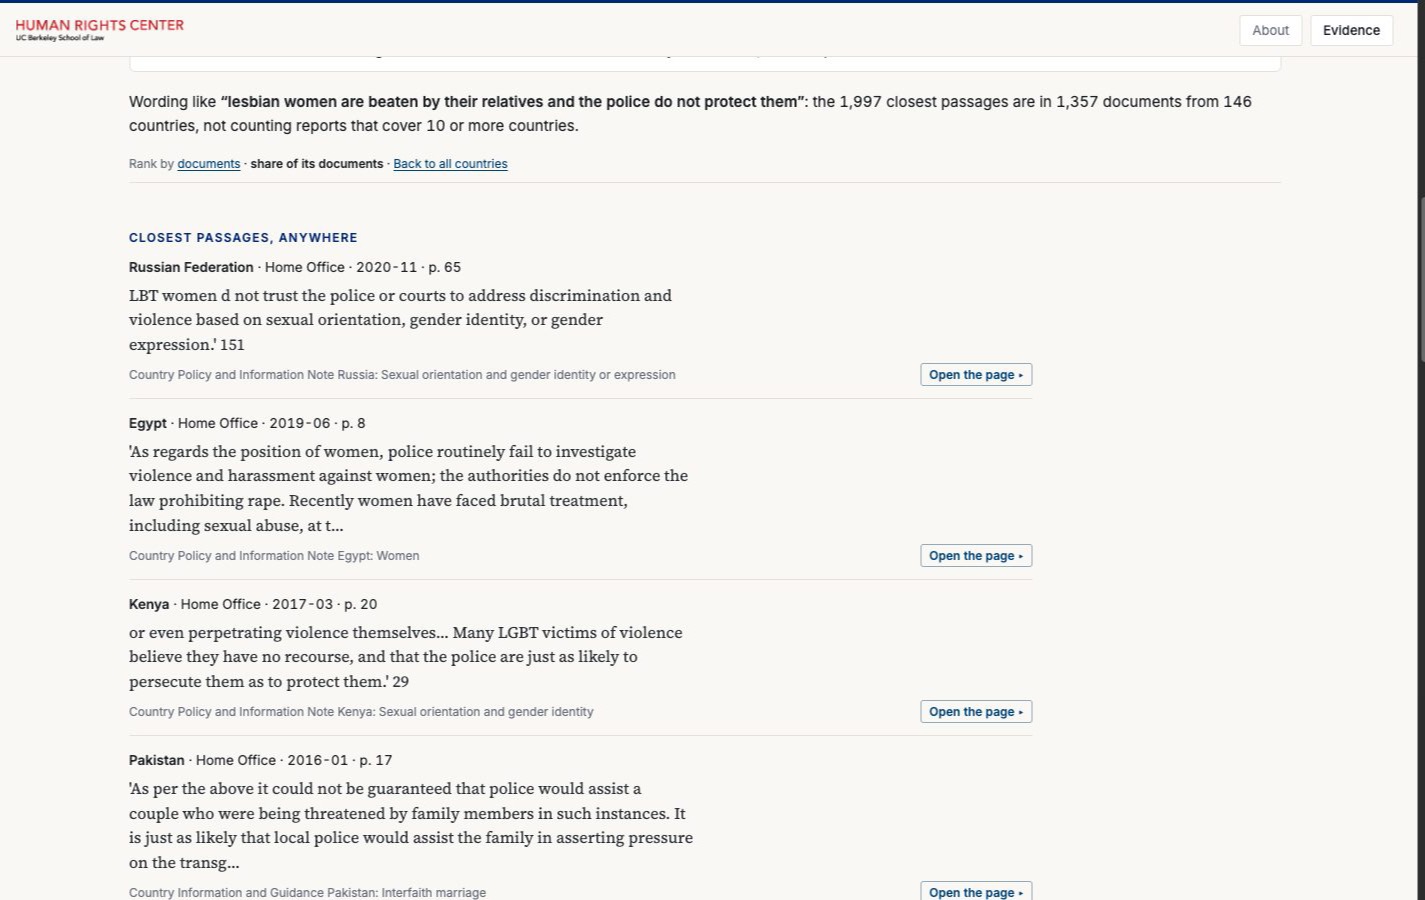 HUMAN RIGHTS CENTER
UC Berkeley School of Law
About
Evidence
Wording like “lesbian women are beaten by their relatives and the police do not protect them”: the 1,997 closest passages are in 1,357 documents from 146
countries, not counting reports that cover 10 or more countries.
Rank by documents · share of its documents · Back to all countries
CLOSEST PASSAGES, ANYWHERE
Russian Federation · Home Office · 2020-11 · p. 65
LBT women d not trust the police or courts to address discrimination and
violence based on sexual orientation, gender identity, or gender
expression.' 151
Country Policy and Information Note Russia: Sexual orientation and gender identity or expression
Open the page ▸
Egypt · Home Office · 2019-06 · p. 8
'As regards the position of women, police routinely fail to investigate
violence and harassment against women; the authorities do not enforce the
law prohibiting rape. Recently women have faced brutal treatment,
including sexual abuse, at t...
Country Policy and Information Note Egypt: Women
Open the page ▸
Kenya · Home Office · 2017-03 · p. 20
or even perpetrating violence themselves... Many LGBT victims of violence
believe they have no recourse, and that the police are just as likely to
persecute them as to protect them.' 29
Country Policy and Information Note Kenya: Sexual orientation and gender identity
Open the page ▸
Pakistan · Home Office · 2016-01 · p. 17
'As per the above it could not be guaranteed that police would assist a
couple who were being threatened by family members in such instances. It
is just as likely that local police would assist the family in asserting pressure
on the transg...
Country Information and Guidance Pakistan: Interfaith marriage
Open the page ▸